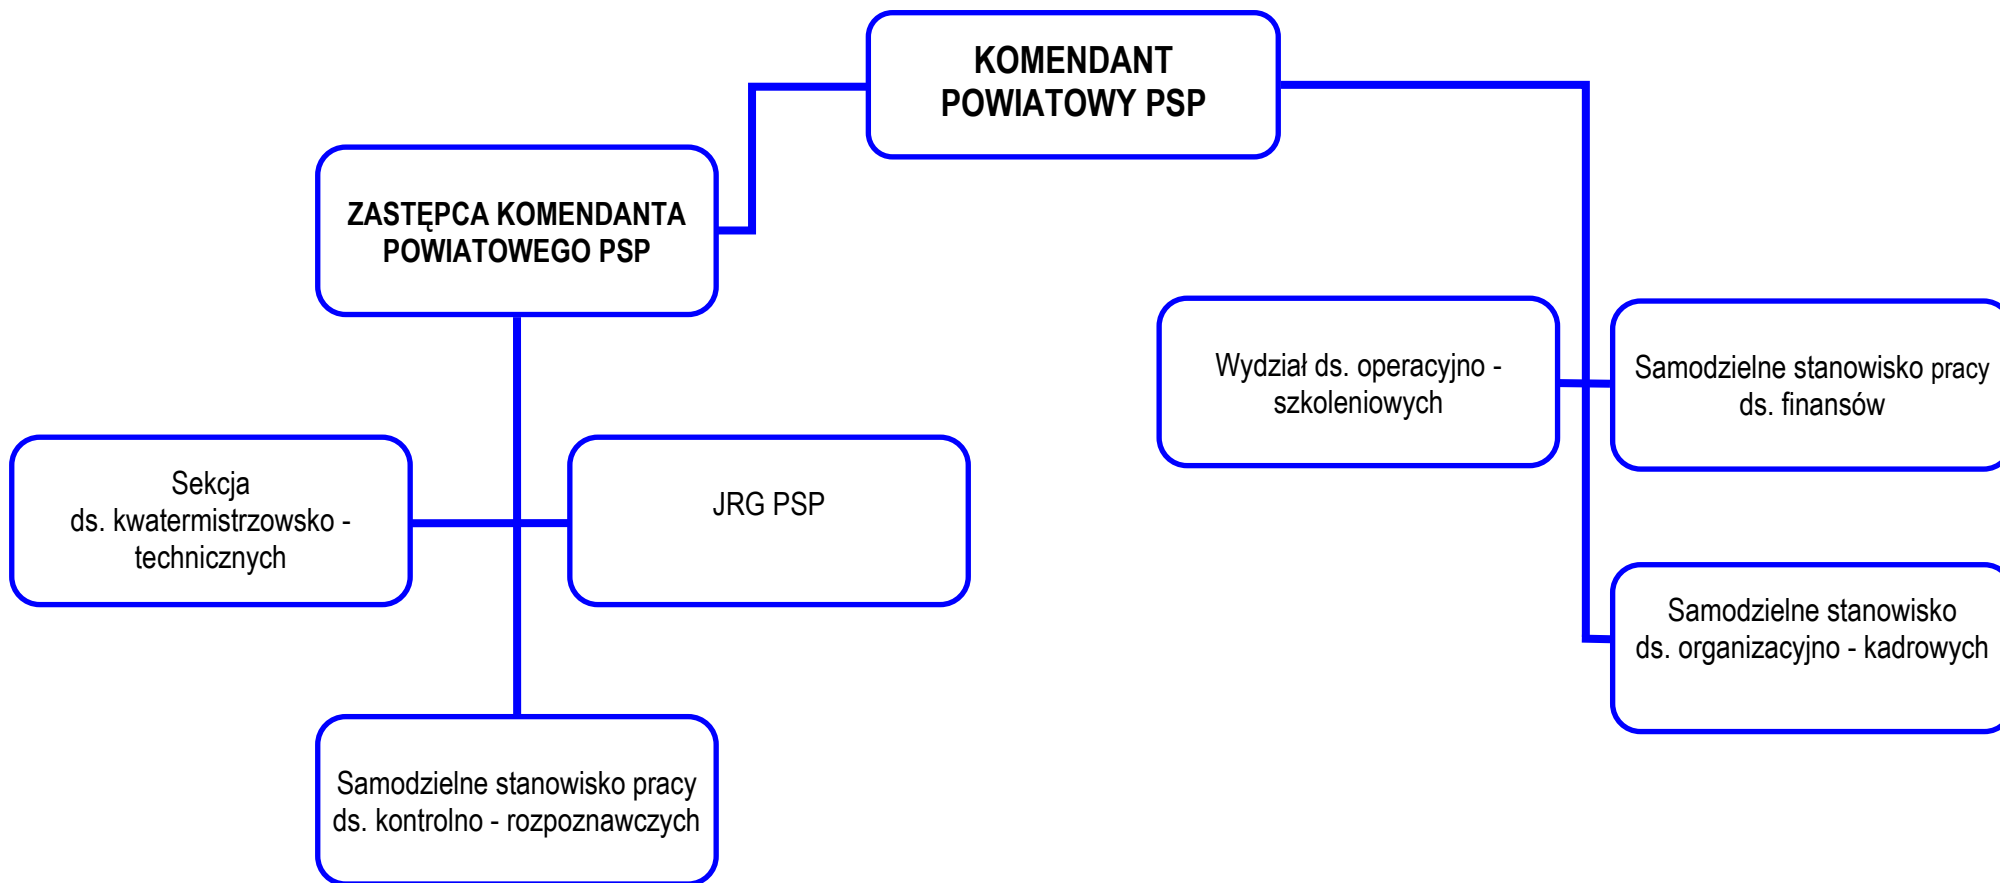 KOMENDANT
POWIATOWY PSP
ZASTĘPCA KOMENDANTA
POWIATOWEGO PSP
Wydział ds. operacyjno -
szkoleniowych
Samodzielne stanowisko pracy
ds. finansów
Sekcja
ds. kwatermistrzowsko -
technicznych
JRG PSP
Samodzielne stanowisko
ds. organizacyjno - kadrowych
Samodzielne stanowisko pracy
ds. kontrolno - rozpoznawczych